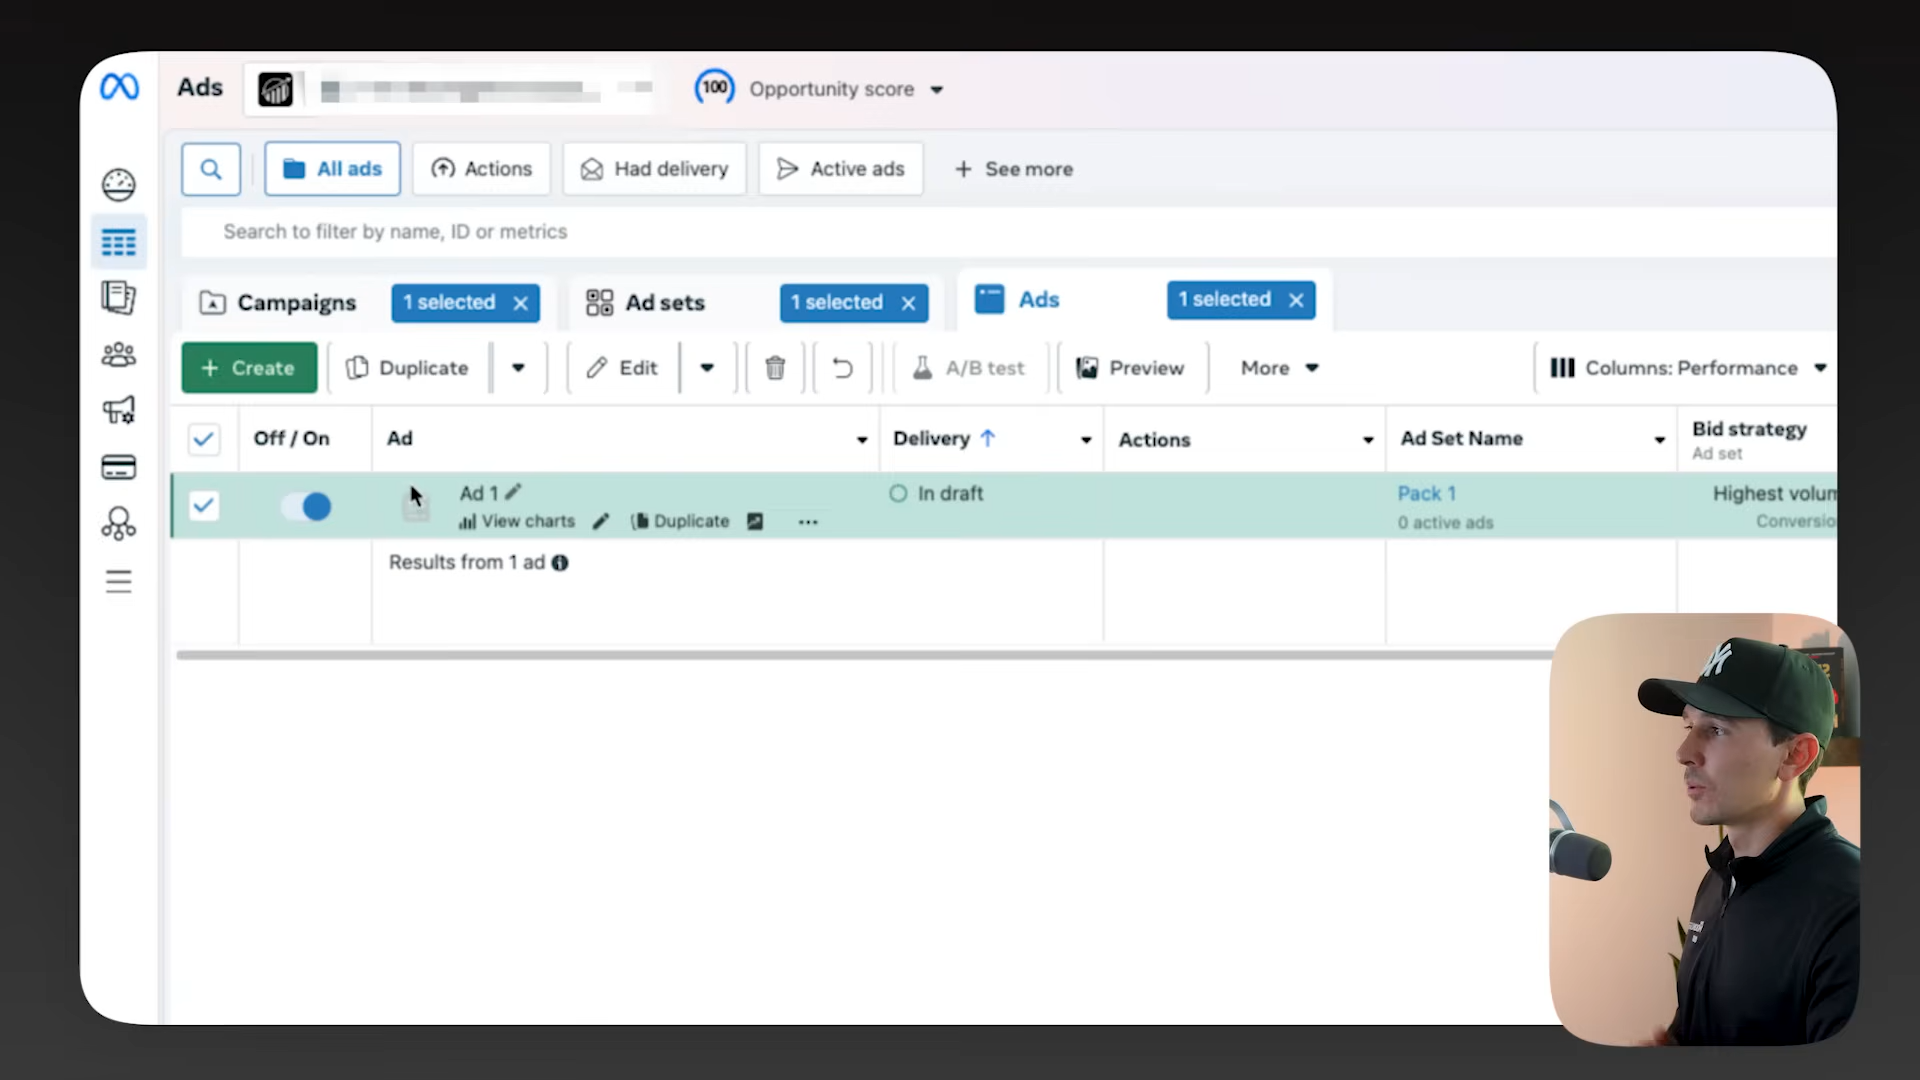 Ads
100 Opportunity score
All ads
Actions
Had delivery
Active ads
+ See more
Search to filter by name, ID or metrics
Campaigns
1 selected ×
Ad sets
1 selected ×
Ads
1 selected ×
+ Create
Duplicate
Edit
A/B test
Preview
More
Columns: Performance
Off / On
Ad
Delivery ↑
Actions
Ad Set Name
Bid strategy
Ad set
Ad 1
View charts
Duplicate
...
In draft
Pack 1
0 active ads
Highest volum
Conversio
Results from 1 ad